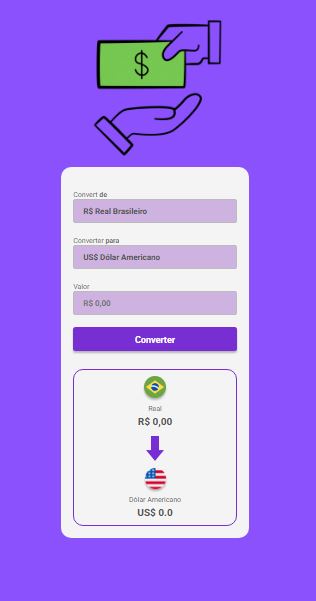 $
Convert de
R$ Real Brasileiro
Converter para
US$ Dólar Americano
Valor
R$ 0,00
Converter
Real
R$ 0,00
Dólar Americano
US$ 0.0